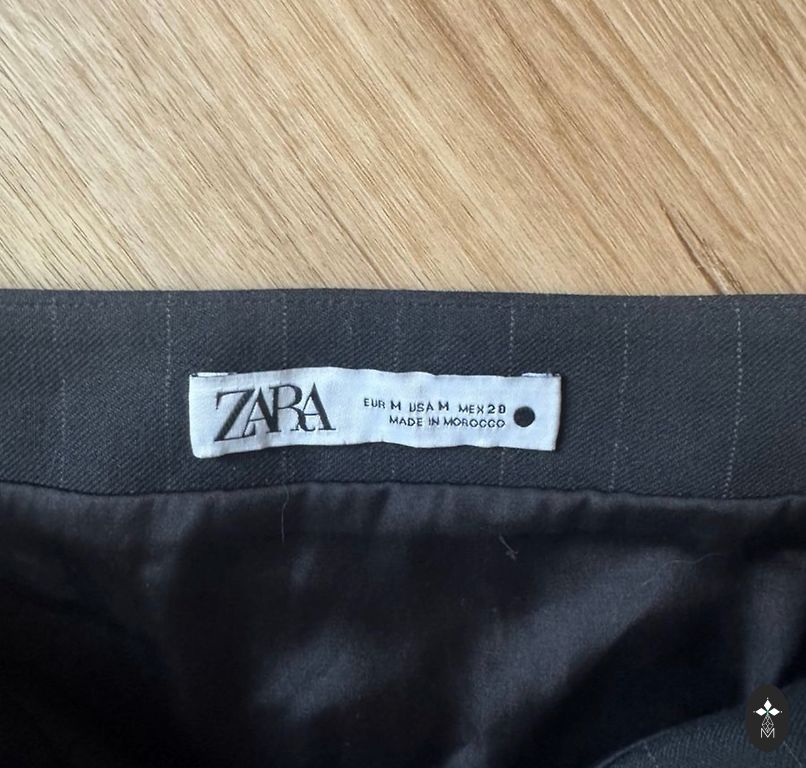 ZARA
EUR M USA M MEX 28
MADE IN MOROCCO
M